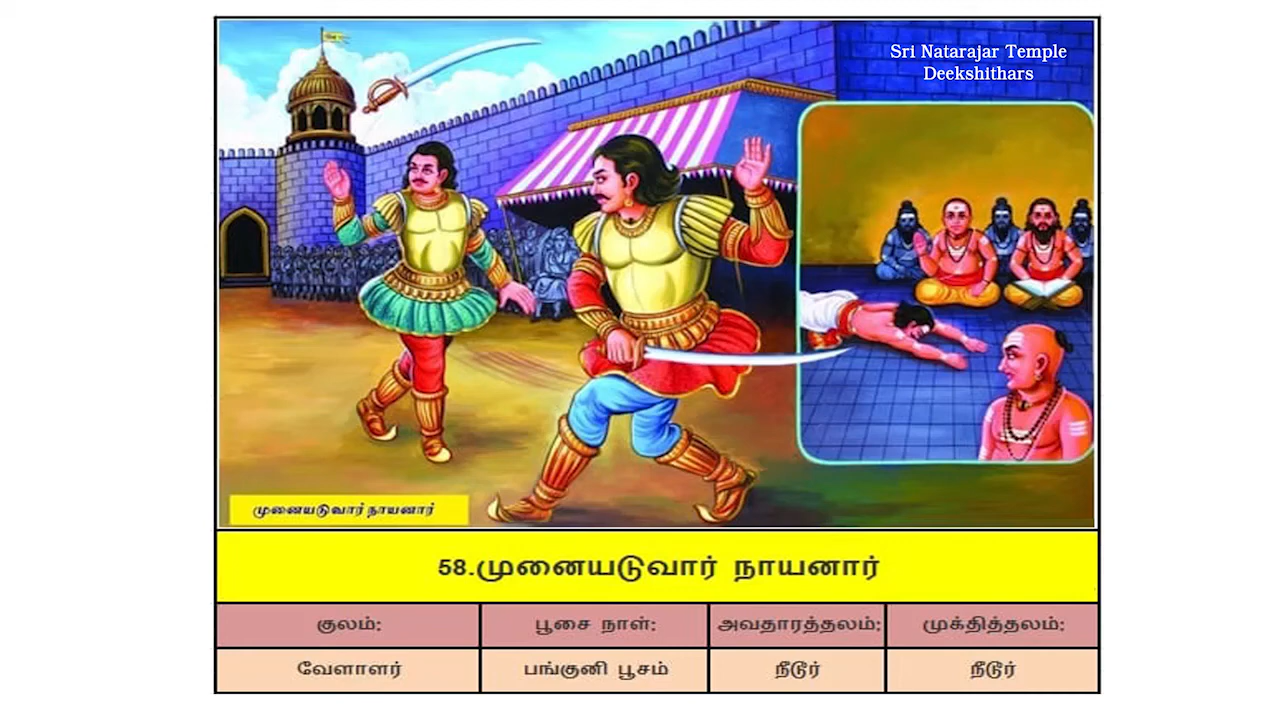 Sri Natarajar Temple
Deekshithars
முனையடுவார் நாயனார்
58.முனையடுவார் நாயனார்
குலம்: பூசை நாள்: அவதாரத்தலம்: முக்தித்தலம்:
வேளாளர் பங்குனி பூசம் நீடூர் நீடூர்